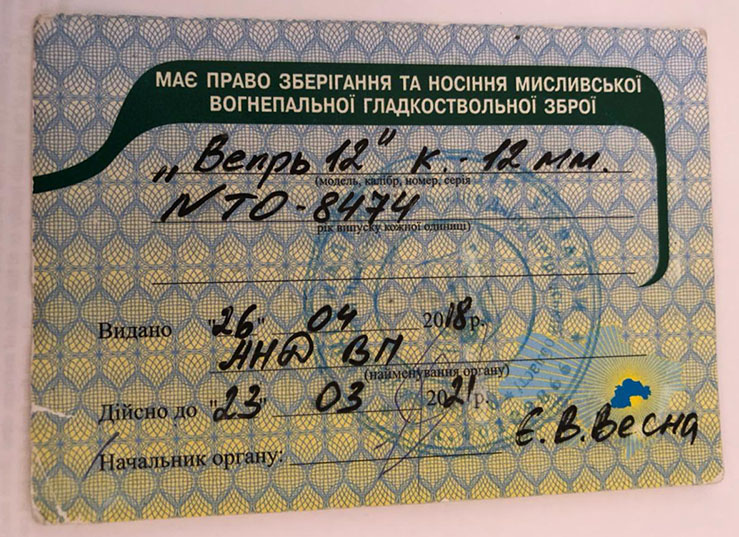 МАЄ ПРАВО ЗБЕРІГАННЯ ТА НОСІННЯ МИСЛИВСЬКОЇ
ВОГНЕПАЛЬНОЇ ГЛАДКОСТВОЛЬНОЇ ЗБРОЇ
„Вепрь 12" к - 12 мм.
(модель, калібр, номер, серія
NТО-8474
рік випуску кожної одиниці)
Видано "26" 04 2018р.
АНД ВП
(найменування органу)
Дійсно до "23" 03 2021р.
Є.В.Весна
Начальник органу: